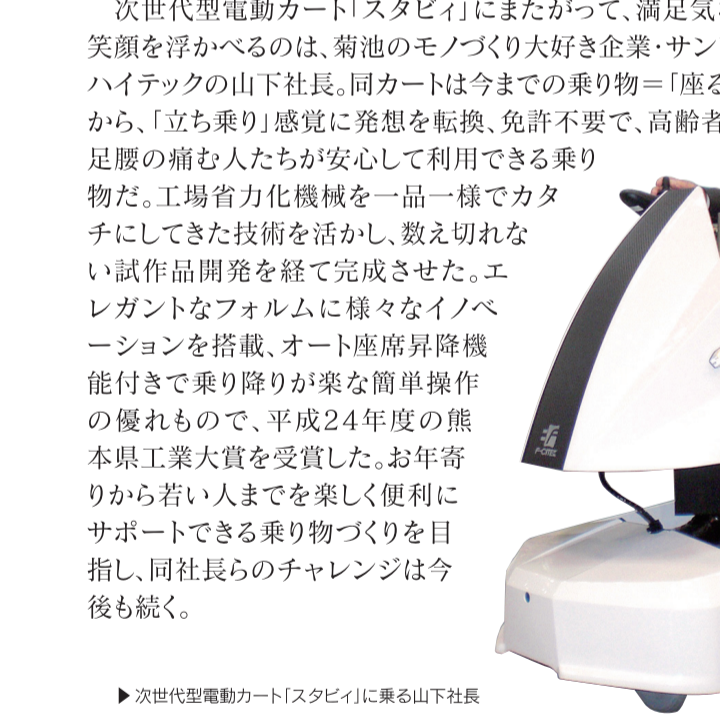 次世代型電動カート「スタビィ」にまたがって、満足気
笑顔を浮かべるのは、菊池のモノづくり大好き企業・サン
ハイテックの山下社長。同カートは今までの乗り物＝「座る
から、「立ち乗り」感覚に発想を転換、免許不要で、高齢者
足腰の痛む人たちが安心して利用できる乗り
物だ。工場省力化機械を一品一様でカタ
チにしてきた技術を活かし、数え切れな
い試作品開発を経て完成させた。エ
レガントなフォルムに様々なイノベ
ーションを搭載、オート座席昇降機
能付きで乗り降りが楽な簡単操作
の優れもので、平成24年度の熊
本県工業大賞を受賞した。お年寄
りから若い人までを楽しく便利に
サポートできる乗り物づくりを目
指し、同社長らのチャレンジは今
後も続く。
▶次世代型電動カート「スタビィ」に乗る山下社長